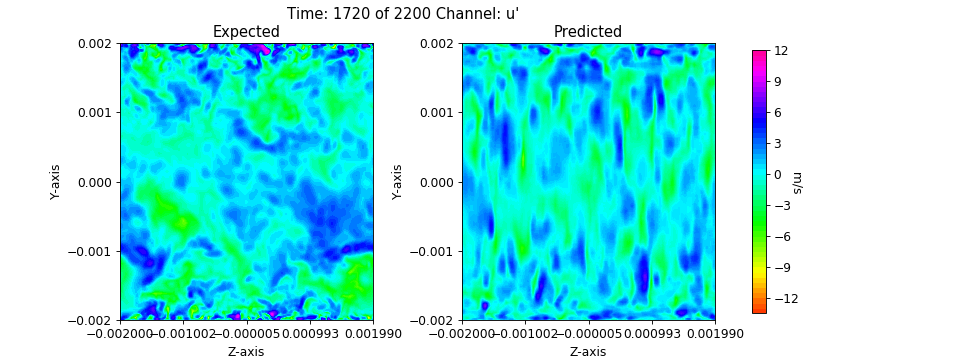 Time: 1720 of 2200 Channel: u'
Expected
Predicted
0.002
0.001
0.000
−0.001
−0.002
Y-axis
−0.002000 −0.001002 −0.000005 0.000993 0.001990
Z-axis
0.002
0.001
0.000
−0.001
−0.002
Y-axis
−0.002000 −0.001002 −0.000005 0.000993 0.001990
Z-axis
12
9
6
3
0
−3
−6
−9
−12
m/s